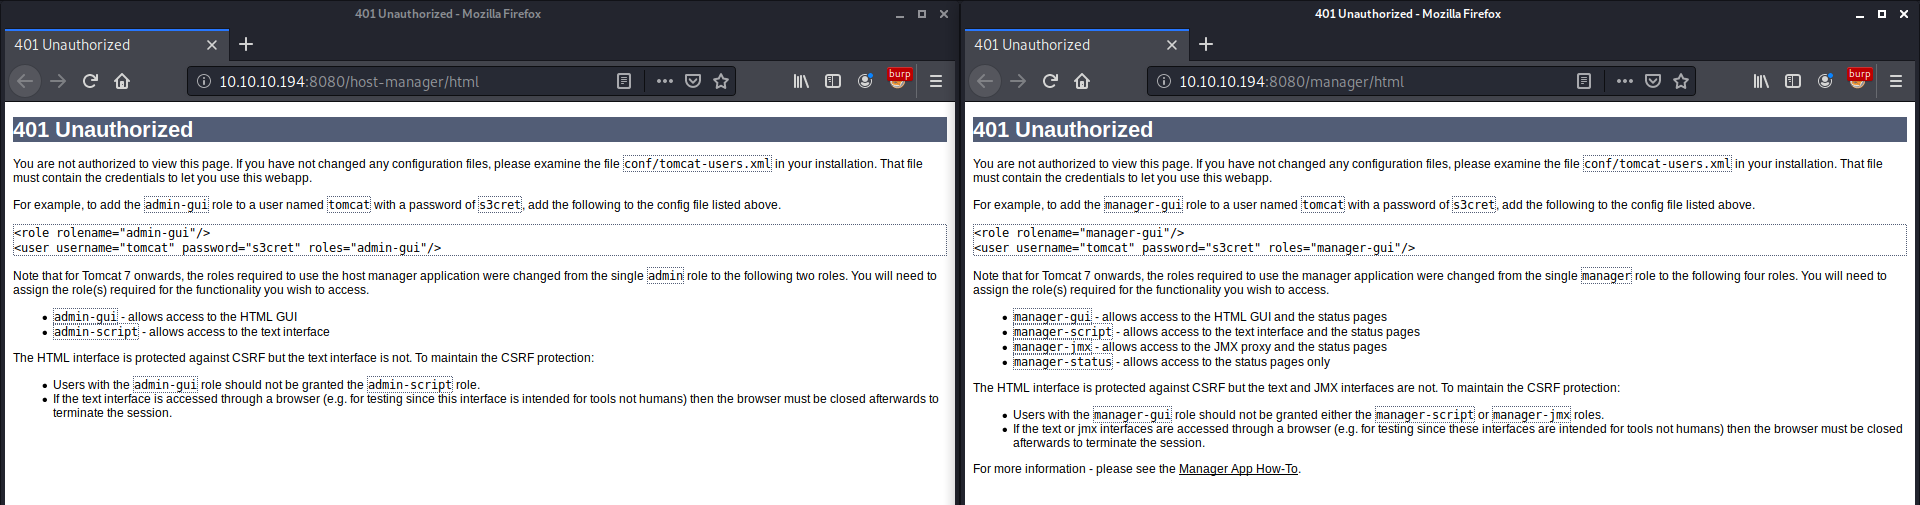 401 Unauthorized - Mozilla Firefox
401 Unauthorized
10.10.10.194:8080/host-manager/html
burp
401 Unauthorized
You are not authorized to view this page. If you have not changed any configuration files, please examine the file conf/tomcat-users.xml in your installation. That file
must contain the credentials to let you use this webapp.
For example, to add the admin-gui role to a user named tomcat with a password of s3cret, add the following to the config file listed above.
<role rolename="admin-gui"/>
<user username="tomcat" password="s3cret" roles="admin-gui"/>
Note that for Tomcat 7 onwards, the roles required to use the host manager application were changed from the single admin role to the following two roles. You will need to
assign the role(s) required for the functionality you wish to access.
• admin-gui - allows access to the HTML GUI
• admin-script - allows access to the text interface
The HTML interface is protected against CSRF but the text interface is not. To maintain the CSRF protection:
• Users with the admin-gui role should not be granted the admin-script role.
• If the text interface is accessed through a browser (e.g. for testing since this interface is intended for tools not humans) then the browser must be closed afterwards to
terminate the session.
401 Unauthorized - Mozilla Firefox
401 Unauthorized
10.10.10.194:8080/manager/html
burp
401 Unauthorized
You are not authorized to view this page. If you have not changed any configuration files, please examine the file conf/tomcat-users.xml in your installation. That file
must contain the credentials to let you use this webapp.
For example, to add the manager-gui role to a user named tomcat with a password of s3cret, add the following to the config file listed above.
<role rolename="manager-gui"/>
<user username="tomcat" password="s3cret" roles="manager-gui"/>
Note that for Tomcat 7 onwards, the roles required to use the manager application were changed from the single manager role to the following four roles. You will need to
assign the role(s) required for the functionality you wish to access.
• manager-gui - allows access to the HTML GUI and the status pages
• manager-script - allows access to the text interface and the status pages
• manager-jmx - allows access to the JMX proxy and the status pages
• manager-status - allows access to the status pages only
The HTML interface is protected against CSRF but the text and JMX interfaces are not. To maintain the CSRF protection:
• Users with the manager-gui role should not be granted either the manager-script or manager-jmx roles.
• If the text or jmx interfaces are accessed through a browser (e.g. for testing since these interfaces are intended for tools not humans) then the browser must be closed
afterwards to terminate the session.
For more information - please see the Manager App How-To.